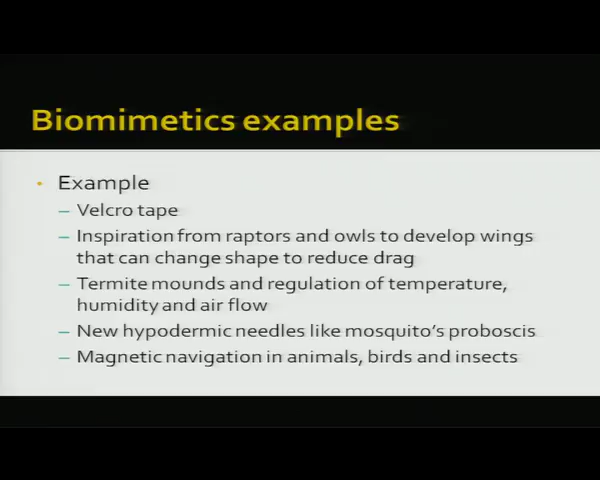 Biomimetics examples
• Example
– Velcro tape
– Inspiration from raptors and owls to develop wings
that can change shape to reduce drag
– Termite mounds and regulation of temperature,
humidity and air flow
– New hypodermic needles like mosquito's proboscis
– Magnetic navigation in animals, birds and insects